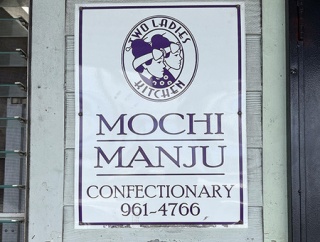 TWO LADIES
KITCHEN
MOCHI
MANJU
CONFECTIONARY
961-4766